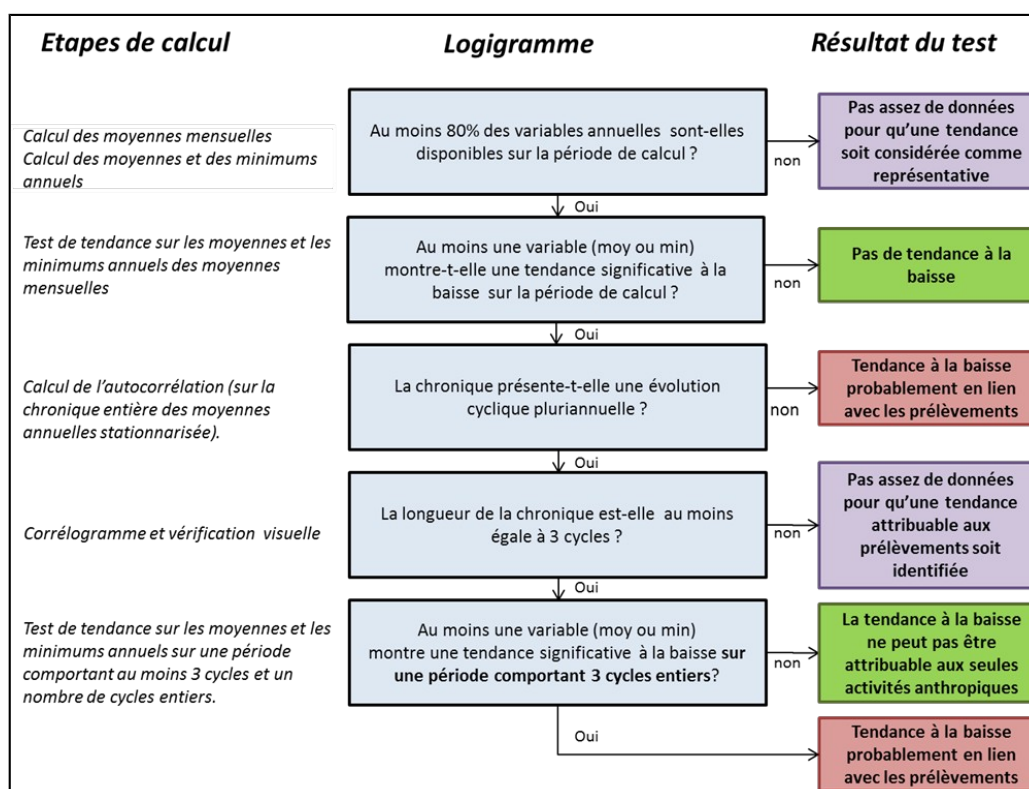 Etapes de calcul
Logigramme
Résultat du test
Calcul des moyennes mensuelles
Calcul des moyennes et des minimums
annuels
Au moins 80% des variables annuelles sont-elles
disponibles sur la période de calcul ?
non
Pas assez de données
pour qu'une tendance
soit considérée comme
représentative
Oui
Test de tendance sur les moyennes et les
minimums annuels des moyennes
mensuelles
Au moins une variable (moy ou min)
montre-t-elle une tendance significative à la
baisse sur la période de calcul ?
non
Pas de tendance à la
baisse
Oui
Calcul de l'autocorrélation (sur la
chronique entière des moyennes
annuelles stationnarisée).
La chronique présente-t-elle une évolution
cyclique pluriannuelle ?
non
Tendance à la baisse
probablement en lien
avec les prélèvements
Oui
Corrélogramme et vérification visuelle
La longueur de la chronique est-elle au moins
égale à 3 cycles ?
non
Pas assez de données
pour qu'une tendance
attribuable aux
prélèvements soit
identifiée
Oui
Test de tendance sur les moyennes et les
minimums annuels sur une période
comportant au moins 3 cycles et un
nombre de cycles entiers.
Au moins une variable (moy ou min)
montre une tendance significative à la baisse sur
une période comportant 3 cycles entiers?
non
La tendance à la baisse
ne peut pas être
attribuable aux seules
activités anthropiques
Oui
Tendance à la baisse
probablement en lien
avec les prélèvements